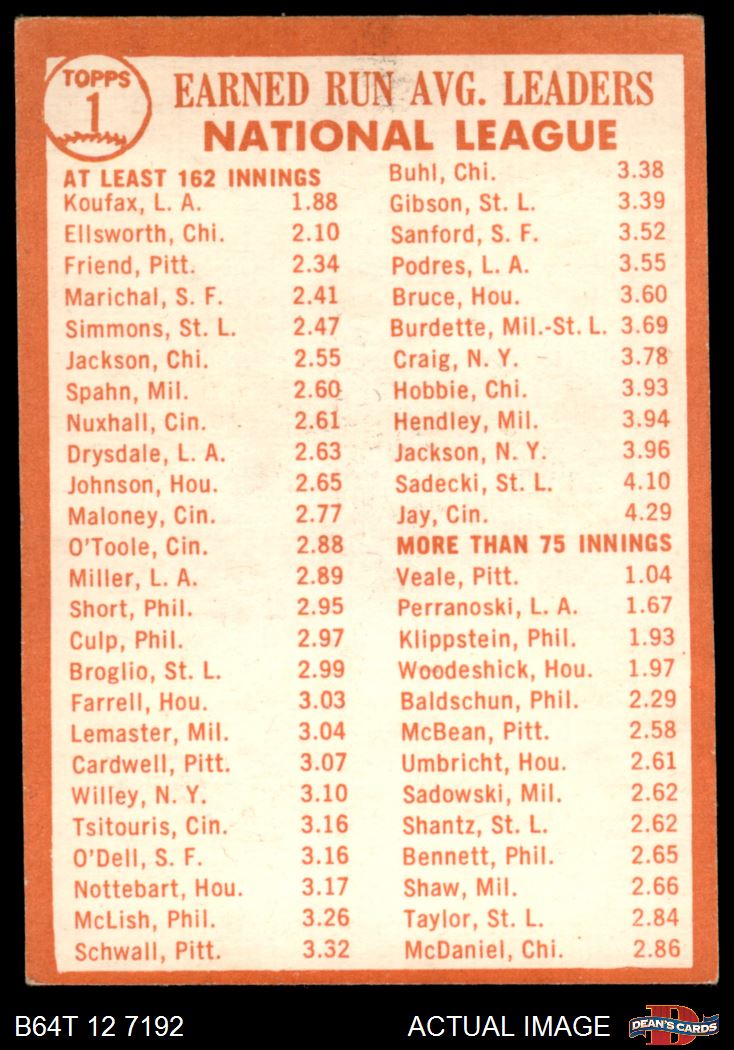 TOPPS
1
EARNED RUN AVG. LEADERS
NATIONAL LEAGUE
AT LEAST 162 INNINGS
Koufax, L. A. 1.88
Ellsworth, Chi. 2.10
Friend, Pitt. 2.34
Marichal, S. F. 2.41
Simmons, St. L. 2.47
Jackson, Chi. 2.55
Spahn, Mil. 2.60
Nuxhall, Cin. 2.61
Drysdale, L. A. 2.63
Johnson, Hou. 2.65
Maloney, Cin. 2.77
O'Toole, Cin. 2.88
Miller, L. A. 2.89
Short, Phil. 2.95
Culp, Phil. 2.97
Broglio, St. L. 2.99
Farrell, Hou. 3.03
Lemaster, Mil. 3.04
Cardwell, Pitt. 3.07
Willey, N. Y. 3.10
Tsitouris, Cin. 3.16
O'Dell, S. F. 3.16
Nottebart, Hou. 3.17
McLish, Phil. 3.26
Schwall, Pitt. 3.32
Buhl, Chi. 3.38
Gibson, St. L. 3.39
Sanford, S. F. 3.52
Podres, L. A. 3.55
Bruce, Hou. 3.60
Burdette, Mil.-St. L. 3.69
Craig, N. Y. 3.78
Hobbie, Chi. 3.93
Hendley, Mil. 3.94
Jackson, N. Y. 3.96
Sadecki, St. L. 4.10
Jay, Cin. 4.29
MORE THAN 75 INNINGS
Veale, Pitt. 1.04
Perranoski, L. A. 1.67
Klippstein, Phil. 1.93
Woodeshick, Hou. 1.97
Baldschun, Phil. 2.29
McBean, Pitt. 2.58
Umbricht, Hou. 2.61
Sadowski, Mil. 2.62
Shantz, St. L. 2.62
Bennett, Phil. 2.65
Shaw, Mil. 2.66
Taylor, St. L. 2.84
McDaniel, Chi. 2.86
B64T 12 7192
ACTUAL IMAGE
D
DEAN'S CARDS